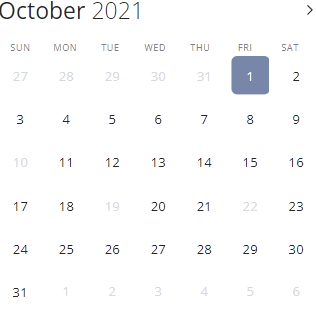 October 2021 >
SUN MON TUE WED THU FRI SAT
27 28 29 30 31 1 2
3 4 5 6 7 8 9
10 11 12 13 14 15 16
17 18 19 20 21 22 23
24 25 26 27 28 29 30
31 1 2 3 4 5 6